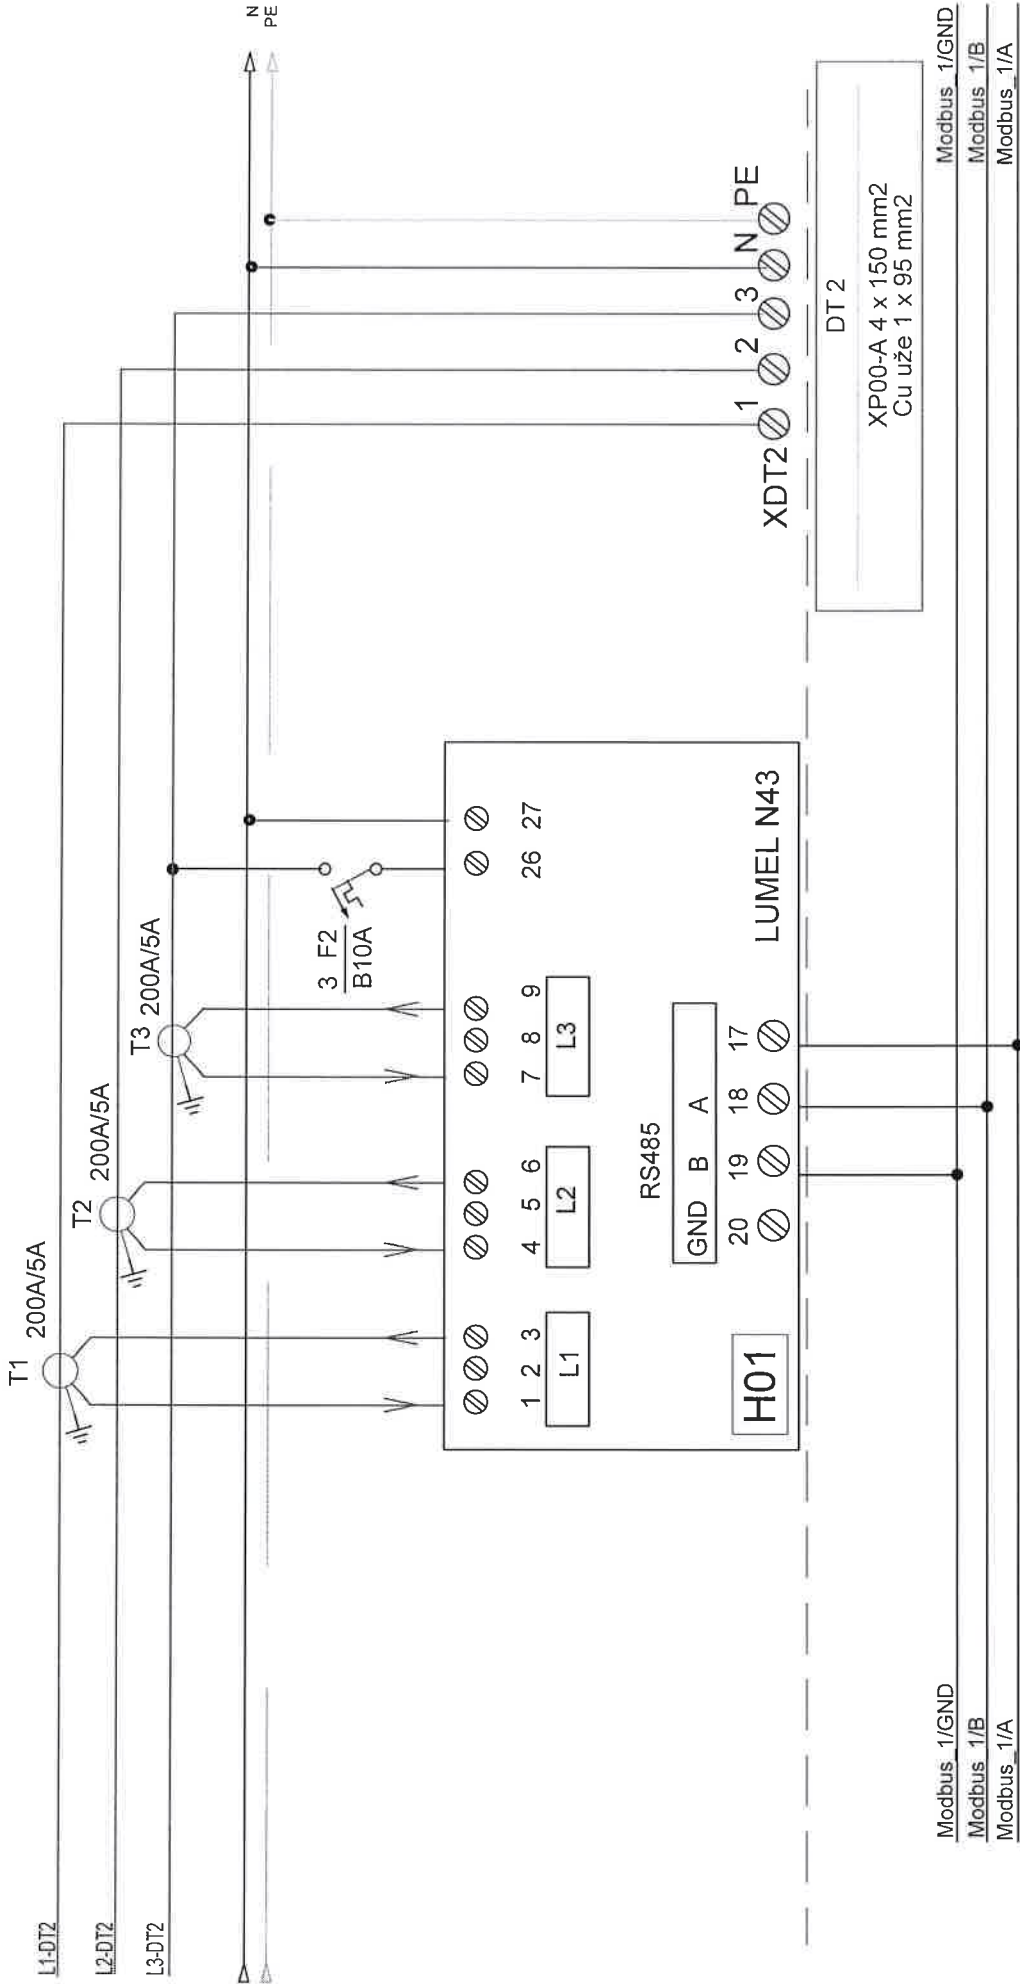 L1-DT2
L2-DT2
L3-DT2
N
PE
T1
200A/5A
T2
200A/5A
T3
200A/5A
3 F2
B10A
1 2 3
4 5 6
7 8 9
26 27
L1
L2
L3
RS485
GND B A
20 19 18 17
H01
LUMEL N43
XDT2
1 2 3 N PE
DT 2
XP00-A 4 x 150 mm2
Cu uže 1 x 95 mm2
Modbus_1/GND
Modbus_1/B
Modbus_1/A
Modbus_1/GND
Modbus_1/B
Modbus_1/A